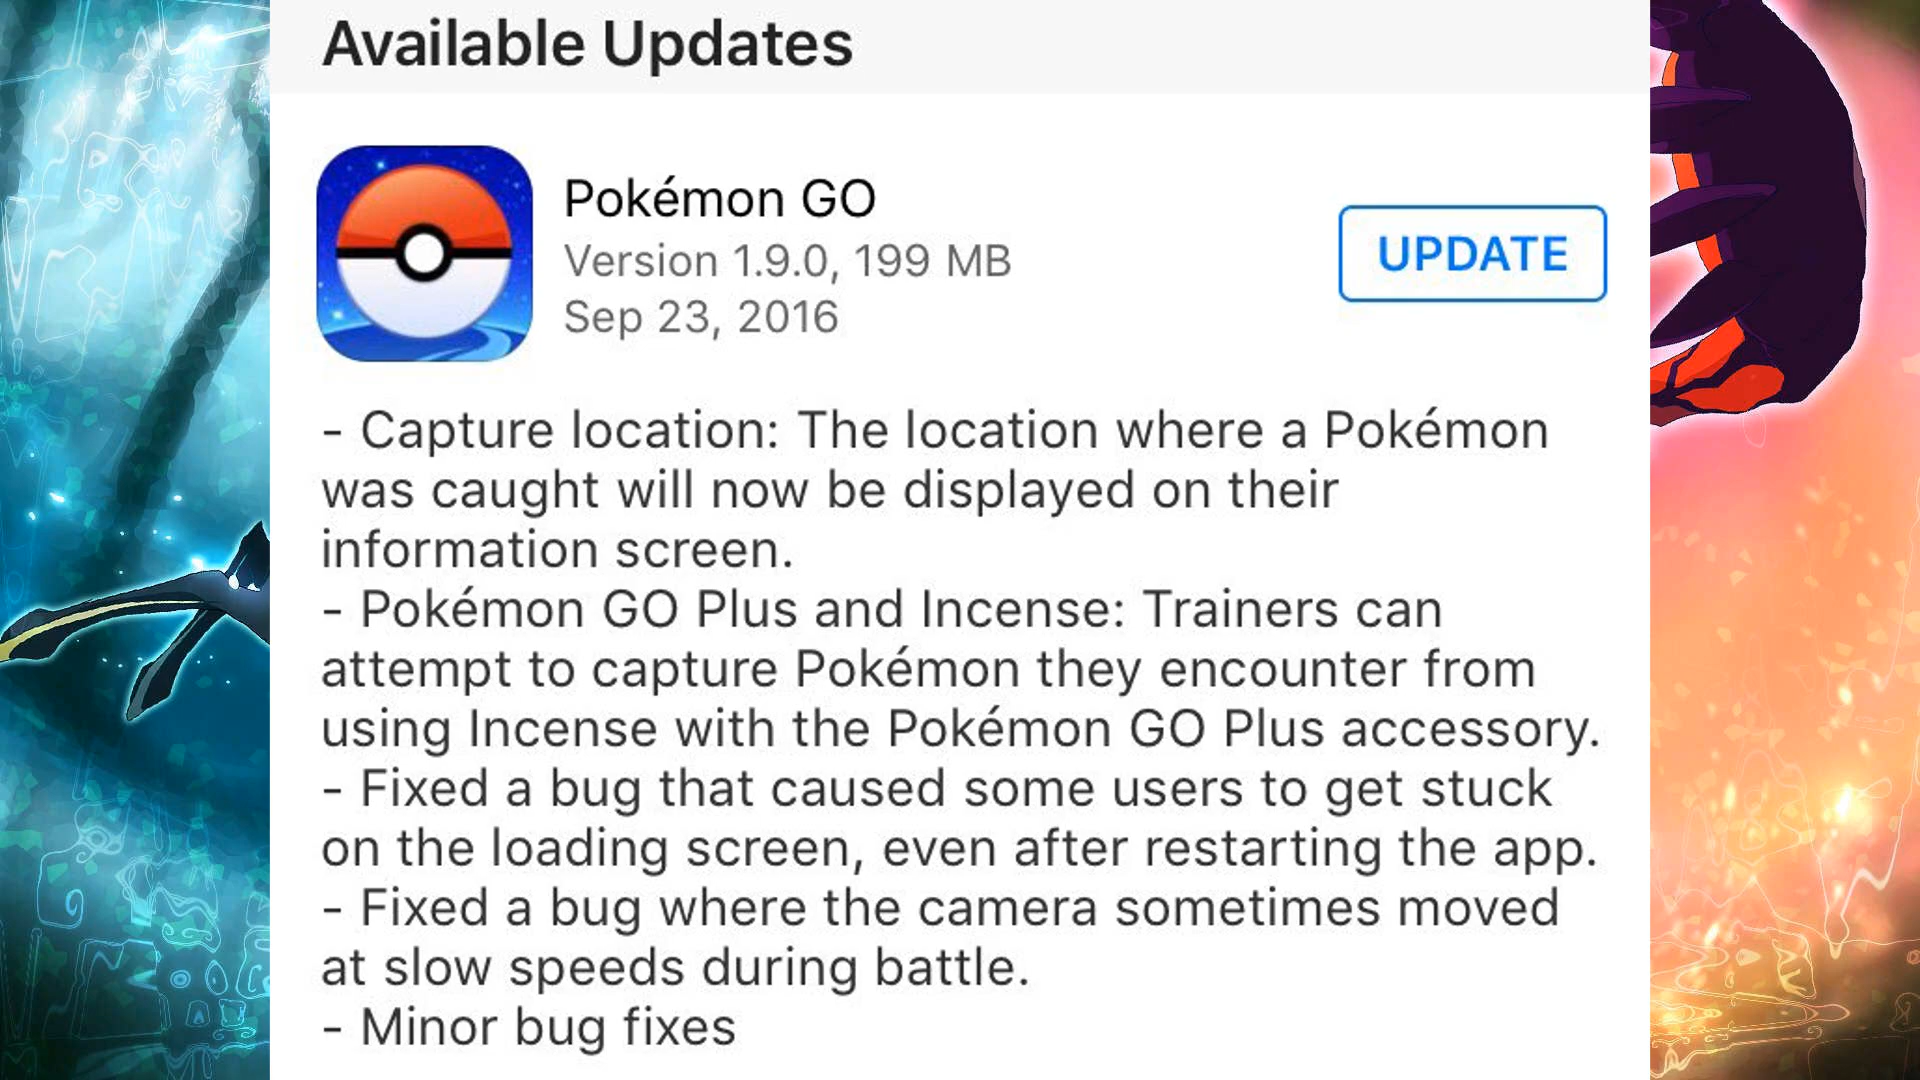 Available Updates
Pokémon GO
Version 1.9.0, 199 MB
Sep 23, 2016
UPDATE
- Capture location: The location where a Pokémon
was caught will now be displayed on their
information screen.
- Pokémon GO Plus and Incense: Trainers can
attempt to capture Pokémon they encounter from
using Incense with the Pokémon GO Plus accessory.
- Fixed a bug that caused some users to get stuck
on the loading screen, even after restarting the app.
- Fixed a bug where the camera sometimes moved
at slow speeds during battle.
- Minor bug fixes